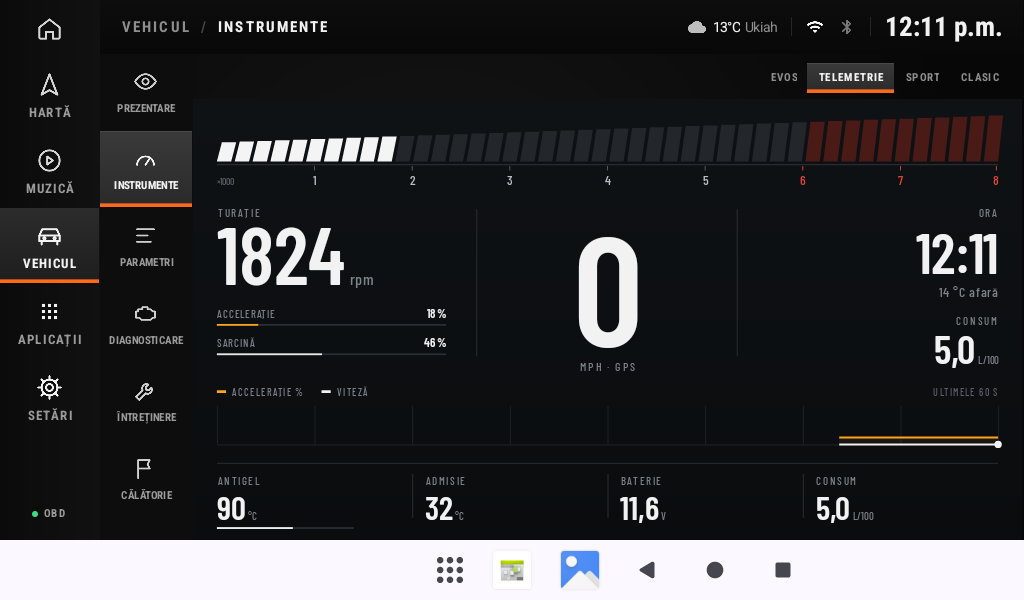 VEHICUL / INSTRUMENTE
13°C Ukiah
12:11 p.m.
HARTĂ
MUZICĂ
VEHICUL
APLICAȚII
SETĂRI
OBD
PREZENTARE
INSTRUMENTE
PARAMETRI
DIAGNOSTICARE
ÎNTREȚINERE
CĂLĂTORIE
EVOS TELEMETRIE SPORT CLASIC
×1000 1 2 3 4 5 6 7 8
TURAȚIE
1824 rpm
ACCELERAȚIE 18 %
SARCINĂ 46 %
0
MPH · GPS
ORA
12:11
14 °C afară
CONSUM
5,0 L/100
ACCELERAȚIE % VITEZĂ
ULTIMELE 60 S
ANTIGEL
90 °C
ADMISIE
32 °C
BATERIE
11,6 V
CONSUM
5,0 L/100